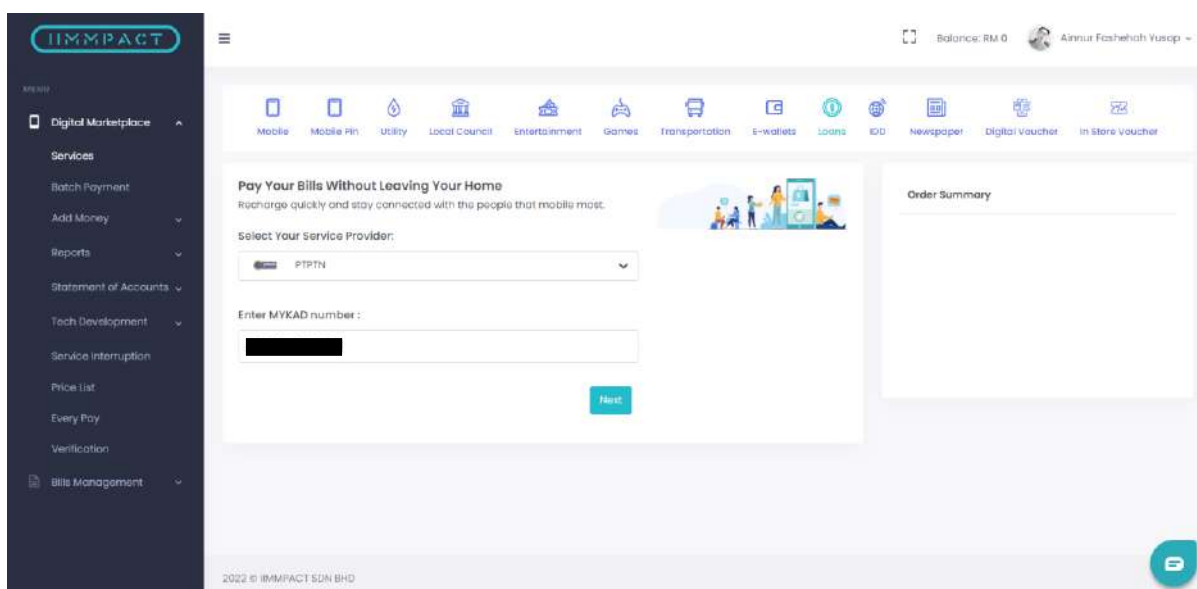 IIMMPACT
Balance: RM 0
Ainnur Fashehah Yusop
MENU
Digital Marketplace
Services
Batch Payment
Add Money
Reports
Statement of Accounts
Tech Development
Service Interruption
Price List
Every Pay
Verification
Bills Management
Mobile
Mobile Pin
Utility
Local Council
Entertainment
Games
Transportation
E-wallets
Loans
IDD
Newspaper
Digital Voucher
In Store Voucher
Pay Your Bills Without Leaving Your Home
Recharge quickly and stay connected with the people that mobile most.
Select Your Service Provider:
PTPTN
Enter MYKAD number :
Next
Order Summary
2022 © IIMMPACT SDN BHD